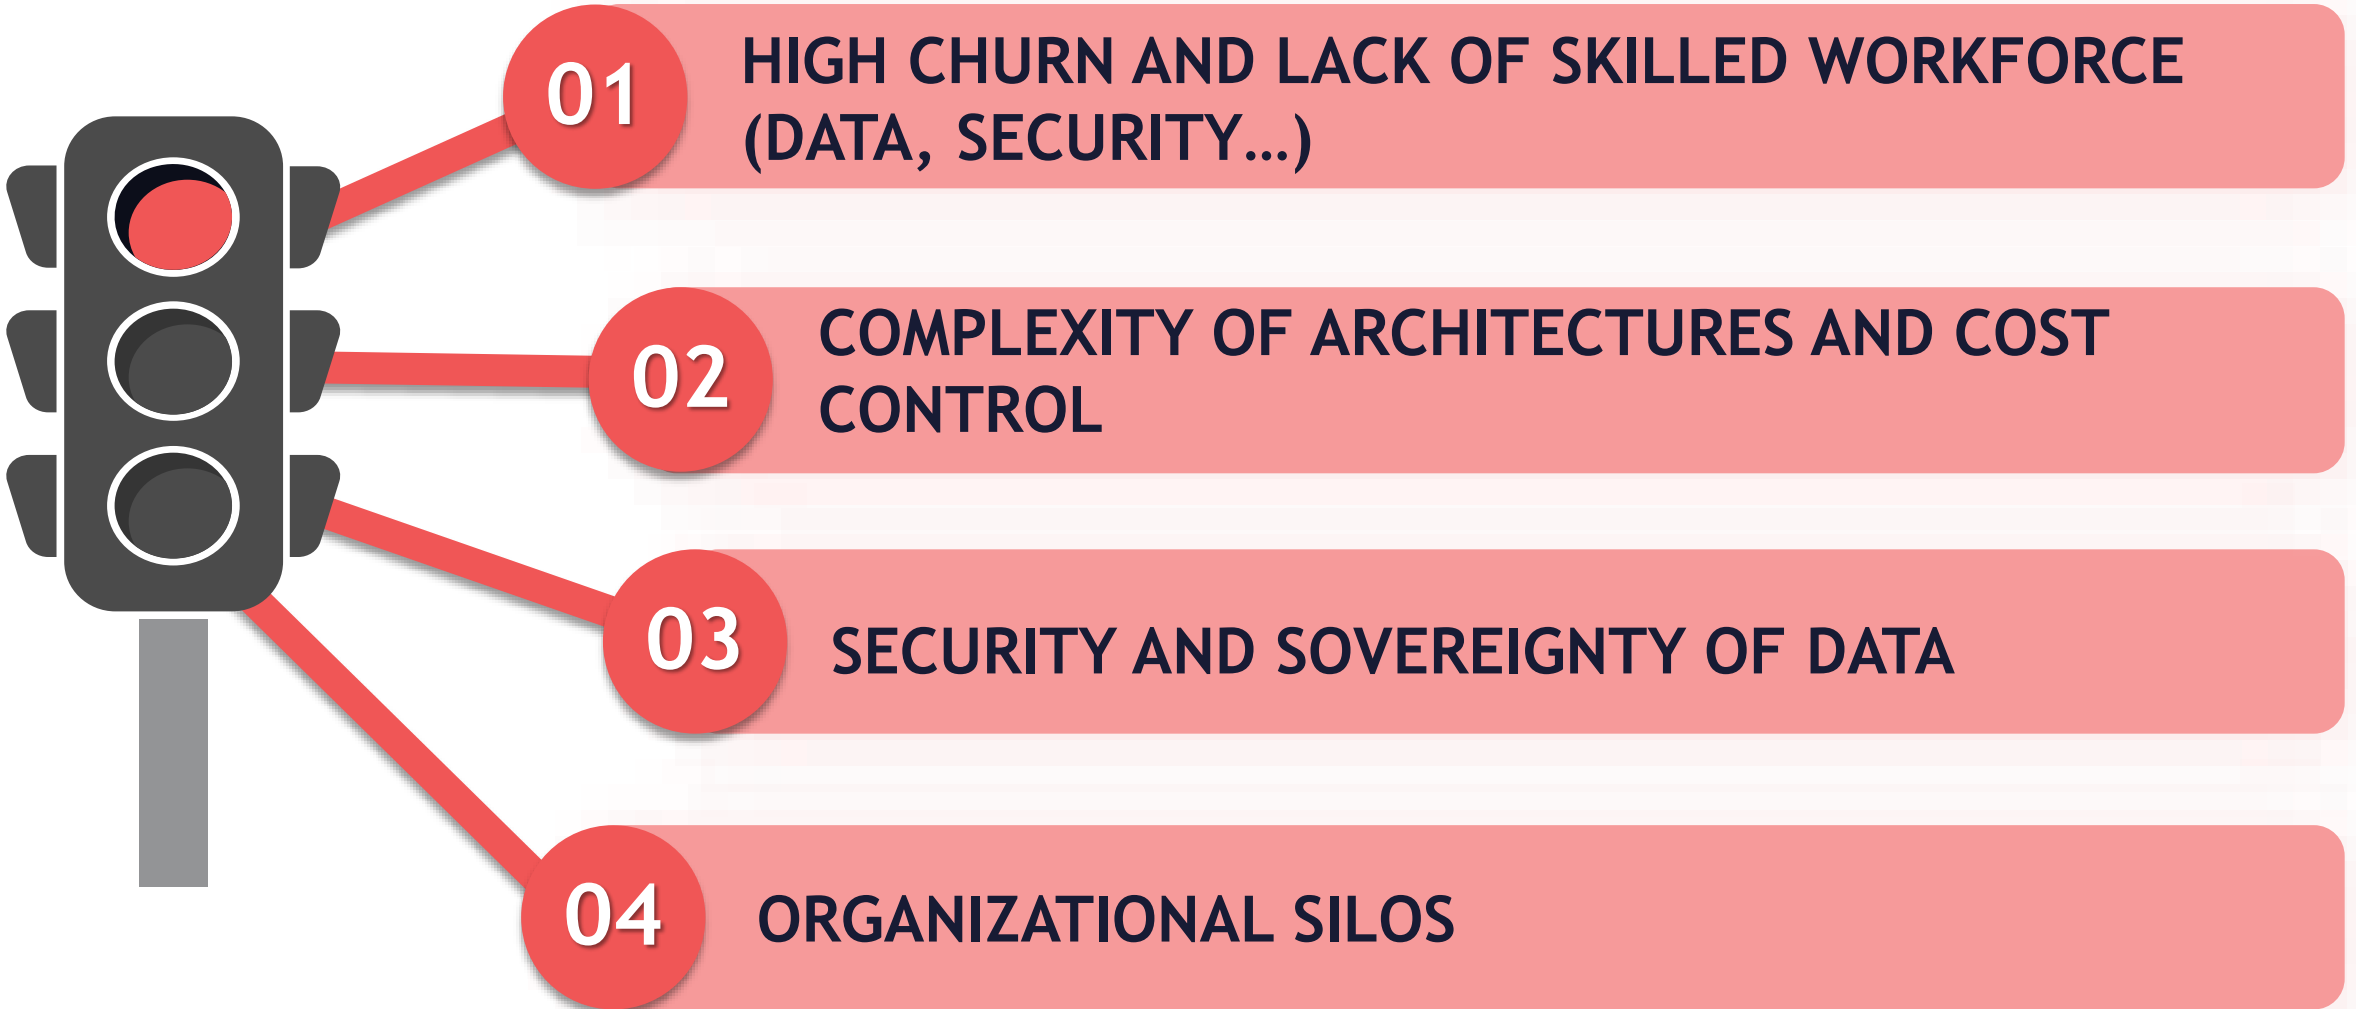 01
HIGH CHURN AND LACK OF SKILLED WORKFORCE
(DATA, SECURITY…)
02
COMPLEXITY OF ARCHITECTURES AND COST
CONTROL
03
SECURITY AND SOVEREIGNTY OF DATA
04
ORGANIZATIONAL SILOS